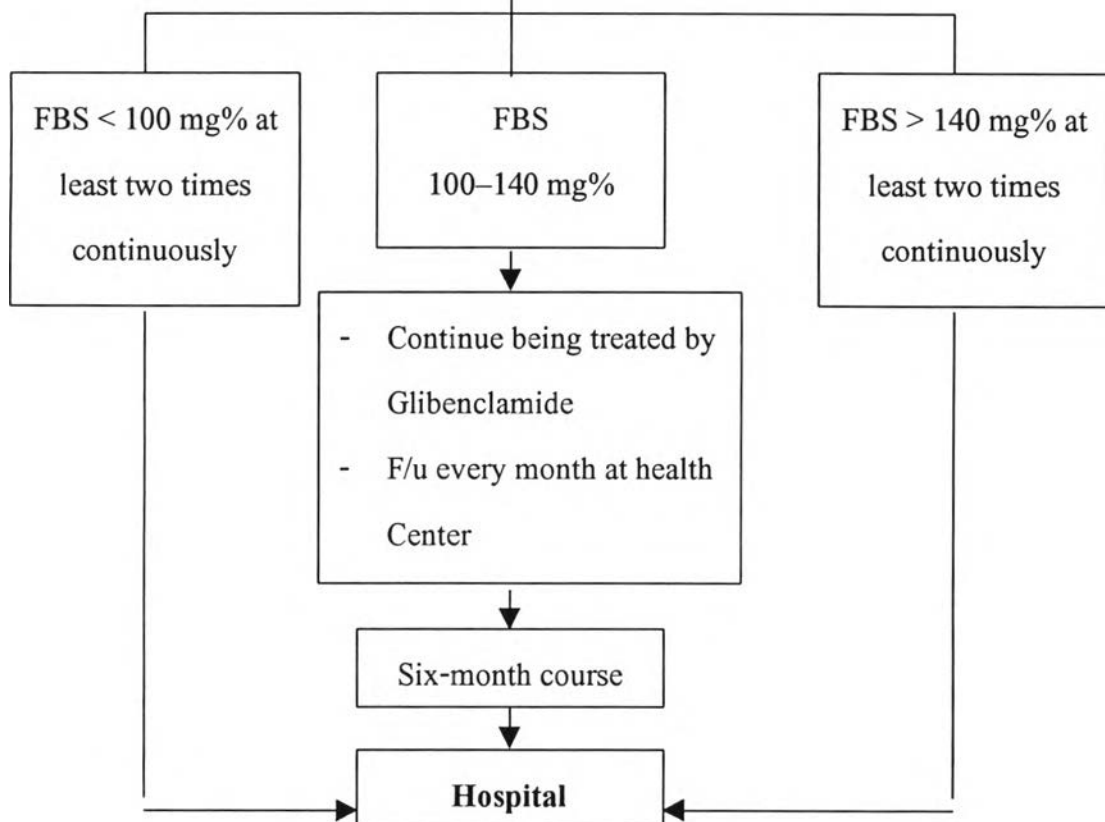 FBS < 100 mg% at
least two times
continuously
FBS
100–140 mg%
FBS > 140 mg% at
least two times
continuously
- Continue being treated by
Glibenclamide
- F/u every month at health
Center
Six-month course
Hospital